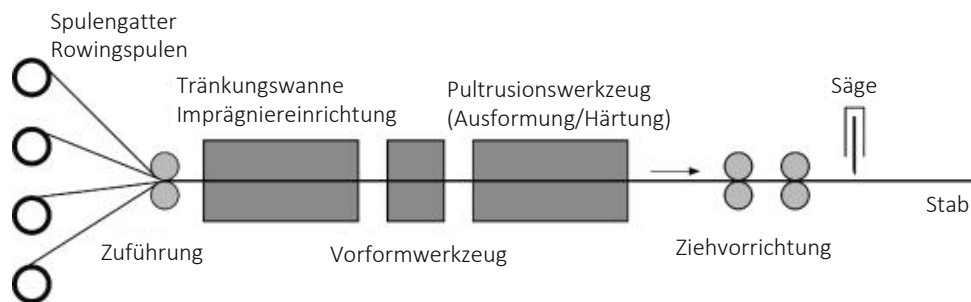 Spulengatter
Rowingspulen
Tränkungswanne
Imprägniereinrichtung
Pultrusionswerkzeug
(Ausformung/Härtung)
Säge
Stab
Zuführung
Vorformwerkzeug
Ziehvorrichtung